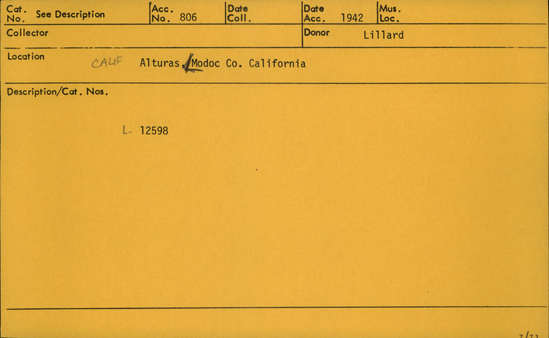 Cat. No. See Description Acc. No. 806 Date Coll. Date Acc. 1942 Mus. Loc.
Collector Donor Lillard
Location CALIF Alturas, Modoc Co. California
Description/Cat. Nos.
L. 12598